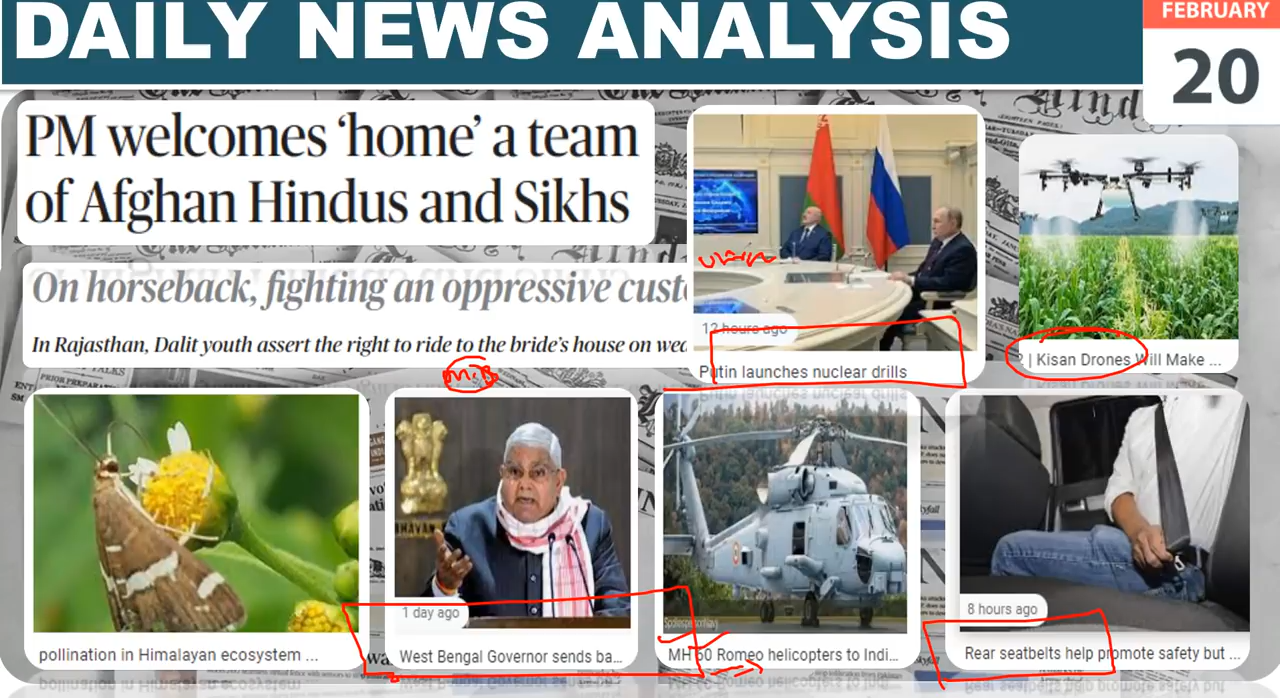 DAILY NEWS ANALYSIS
FEBRUARY
20
PM welcomes ‘home’ a team
of Afghan Hindus and Sikhs
On horseback, fighting an oppressive custo
In Rajasthan, Dalit youth assert the right to ride to the bride’s house on wed
12 hours ago
Putin launches nuclear drills
| Kisan Drones Will Make ...
pollination in Himalayan ecosystem ...
1 day ago
West Bengal Governor sends ba...
MH-60 Romeo helicopters to Indi...
8 hours ago
Rear seatbelts help promote safety but ...